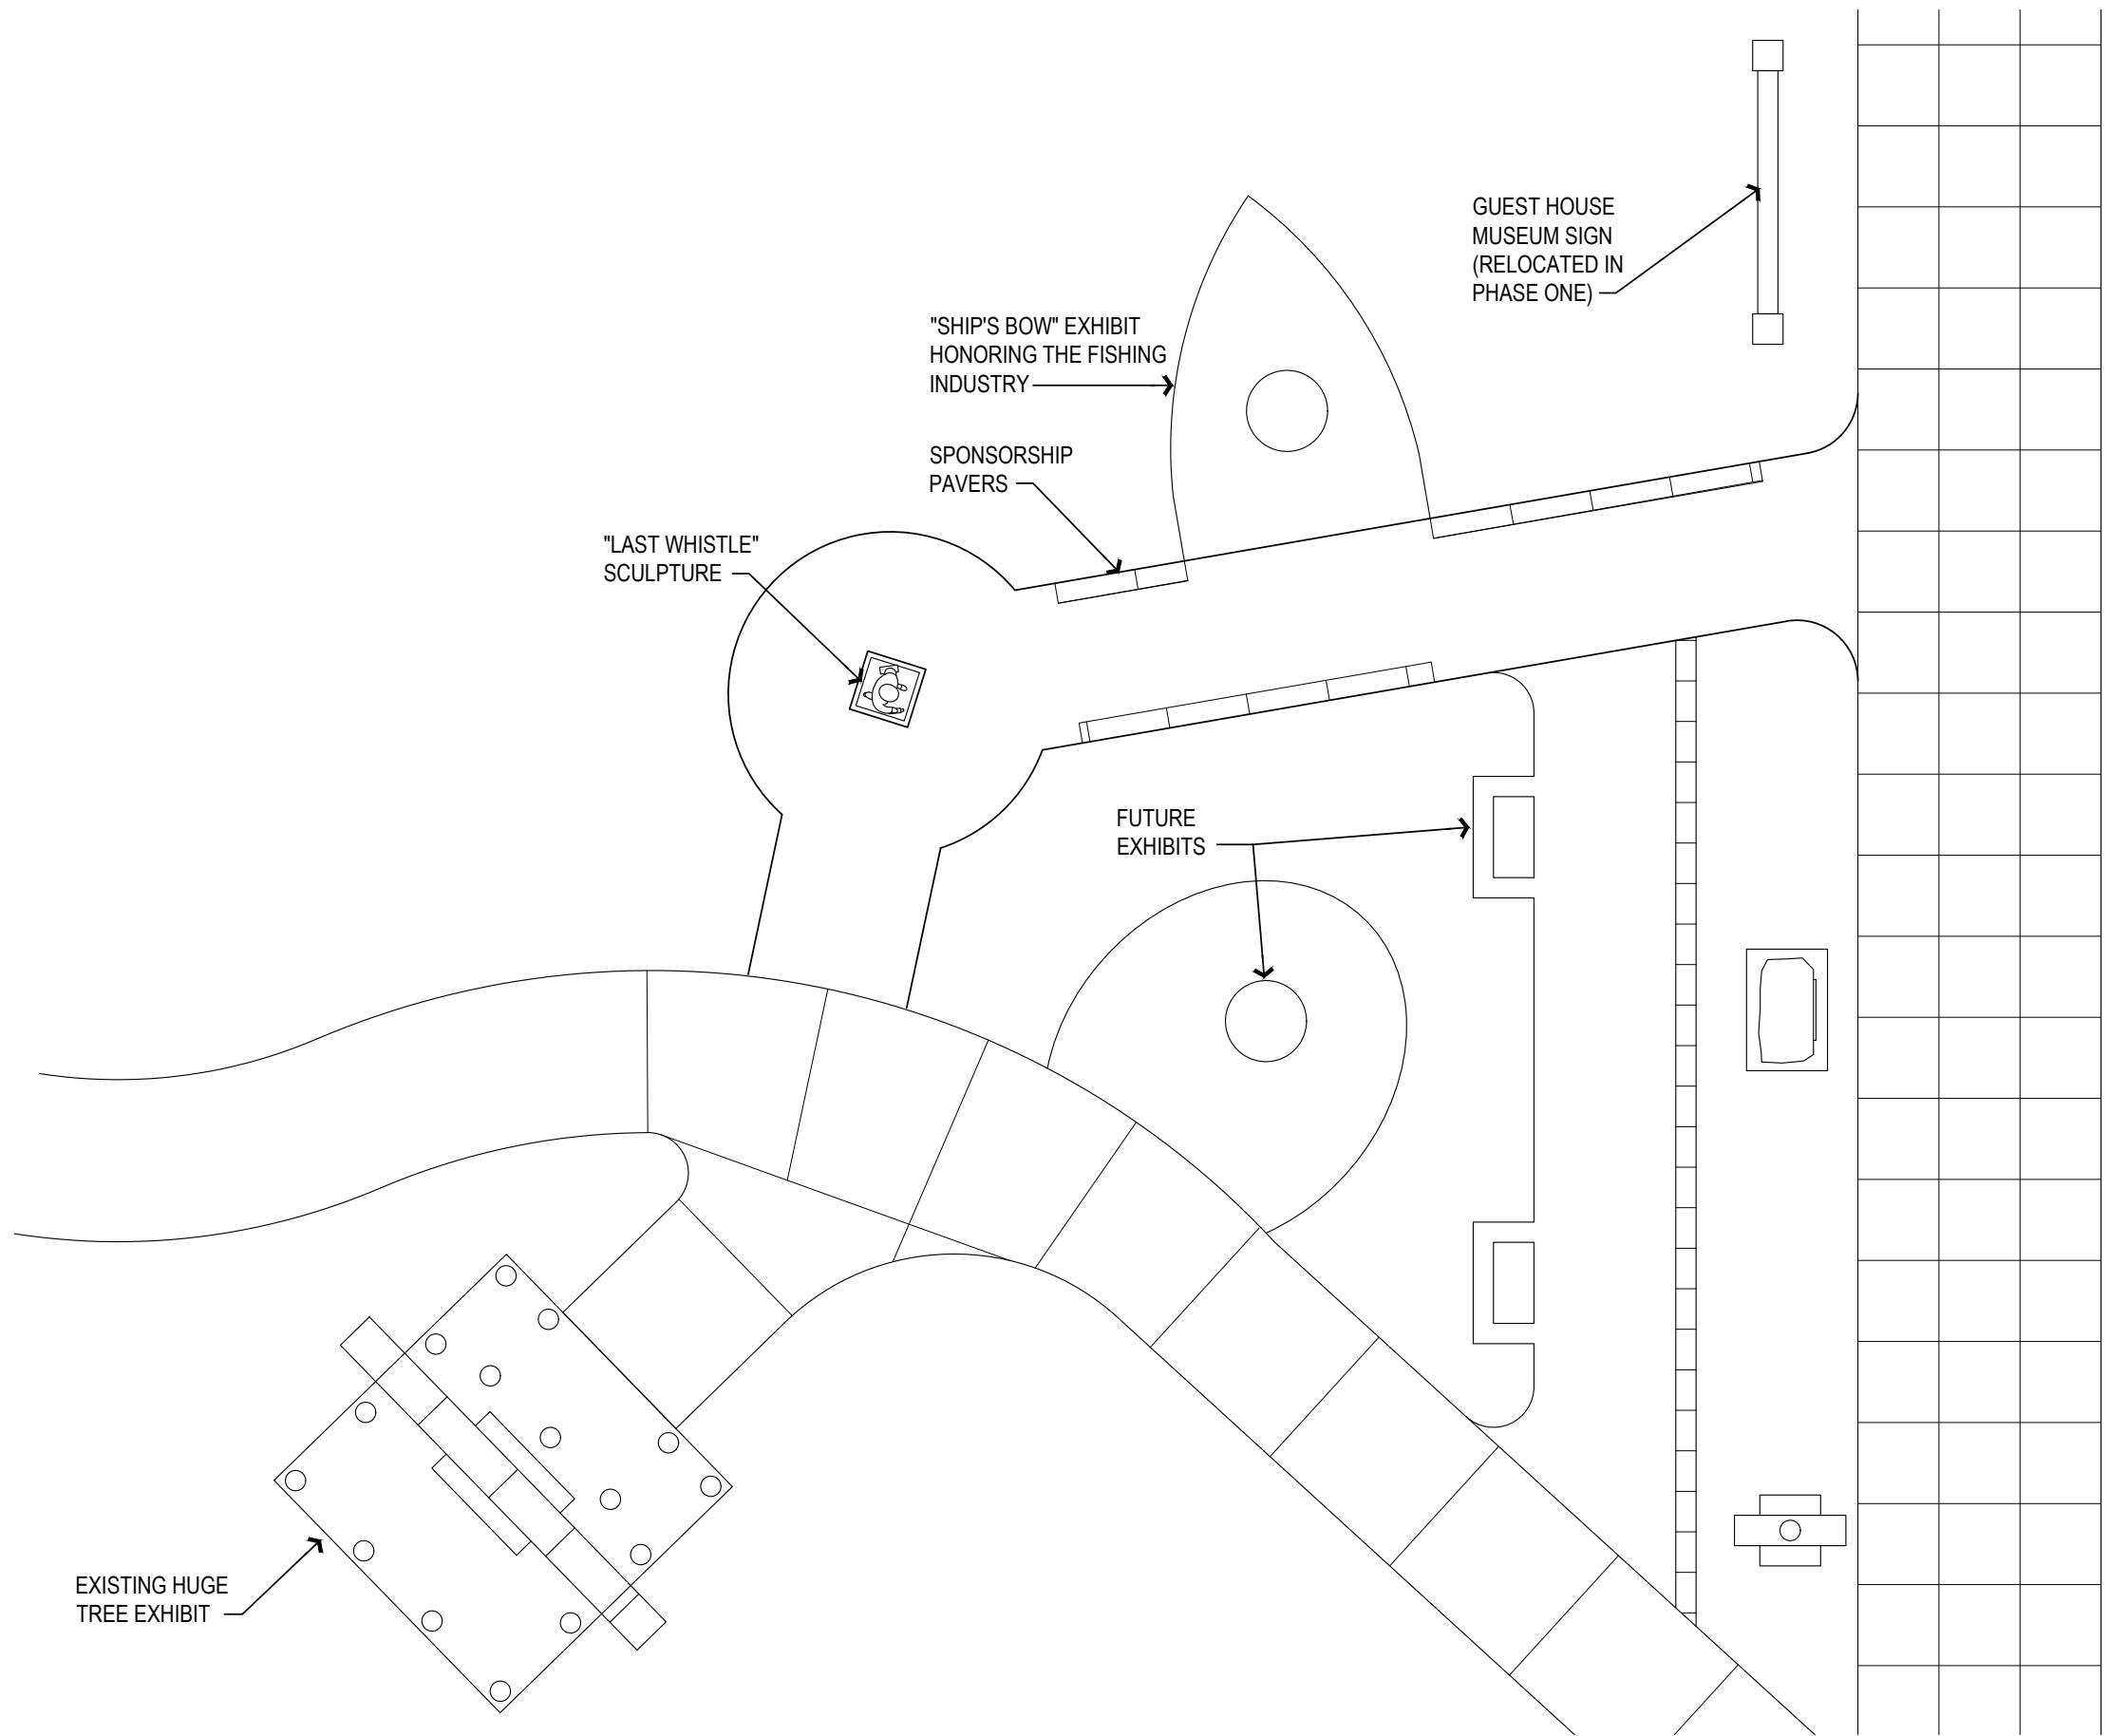 GUEST HOUSE
MUSEUM SIGN
(RELOCATED IN
PHASE ONE)
"SHIP'S BOW" EXHIBIT
HONORING THE FISHING
INDUSTRY
SPONSORSHIP
PAVERS
"LAST WHISTLE"
SCULPTURE
FUTURE
EXHIBITS
EXISTING HUGE
TREE EXHIBIT